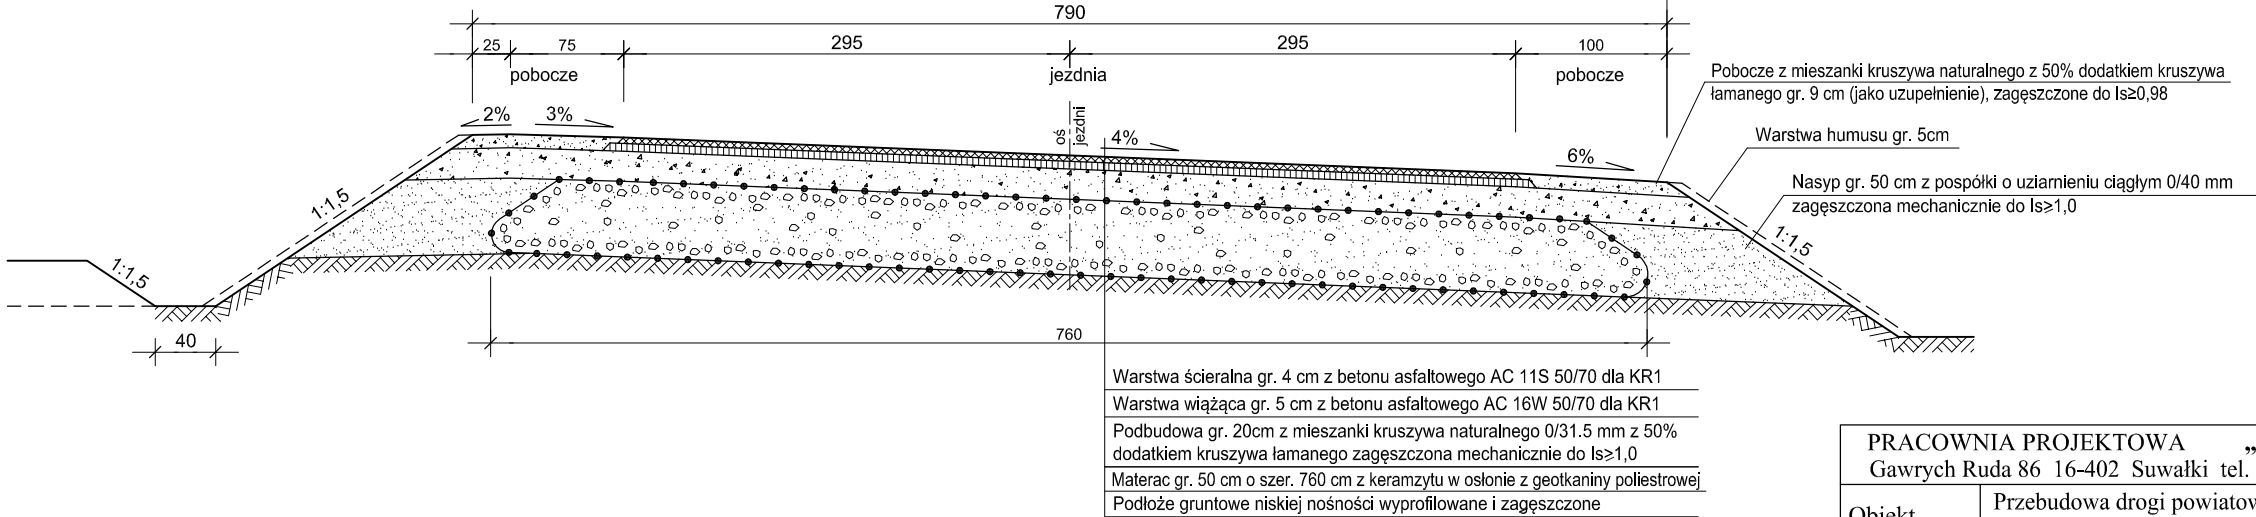 790
25 75 295 295 100
pobocze jezdnia pobocze
2% 3% 4% 6%
oś
jezdni
1:1,5
1:1,5
1:1,5
40
760
Pobocze z mieszanki kruszywa naturalnego z 50% dodatkiem kruszywa
łamanego gr. 9 cm (jako uzupełnienie), zagęszczone do Is≥0,98
Warstwa humusu gr. 5cm
Nasyp gr. 50 cm z pospółki o uziarnieniu ciągłym 0/40 mm
zagęszczona mechanicznie do Is≥1,0
Warstwa ścieralna gr. 4 cm z betonu asfaltowego AC 11S 50/70 dla KR1
Warstwa wiążąca gr. 5 cm z betonu asfaltowego AC 16W 50/70 dla KR1
Podbudowa gr. 20cm z mieszanki kruszywa naturalnego 0/31.5 mm z 50%
dodatkiem kruszywa łamanego zagęszczona mechanicznie do Is≥1,0
Materac gr. 50 cm o szer. 760 cm z keramzytu w osłonie z geotkaniny poliestrowej
Podłoże gruntowe niskiej nośności wyprofilowane i zagęszczone
PRACOWNIA PROJEKTOWA „
Gawrych Ruda 86 16-402 Suwałki tel.
Obiekt
Przebudowa drogi powiatow